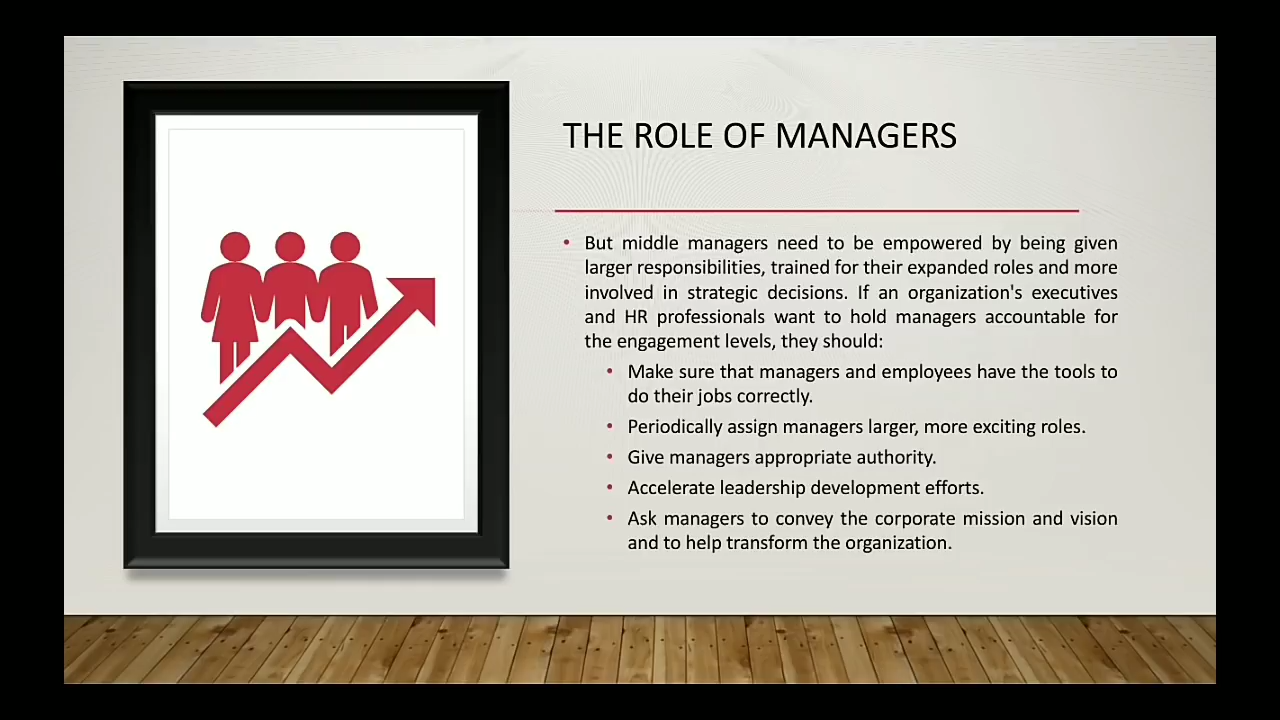 THE ROLE OF MANAGERS
• But middle managers need to be empowered by being given
larger responsibilities, trained for their expanded roles and more
involved in strategic decisions. If an organization's executives
and HR professionals want to hold managers accountable for
the engagement levels, they should:
• Make sure that managers and employees have the tools to
do their jobs correctly.
• Periodically assign managers larger, more exciting roles.
• Give managers appropriate authority.
• Accelerate leadership development efforts.
• Ask managers to convey the corporate mission and vision
and to help transform the organization.